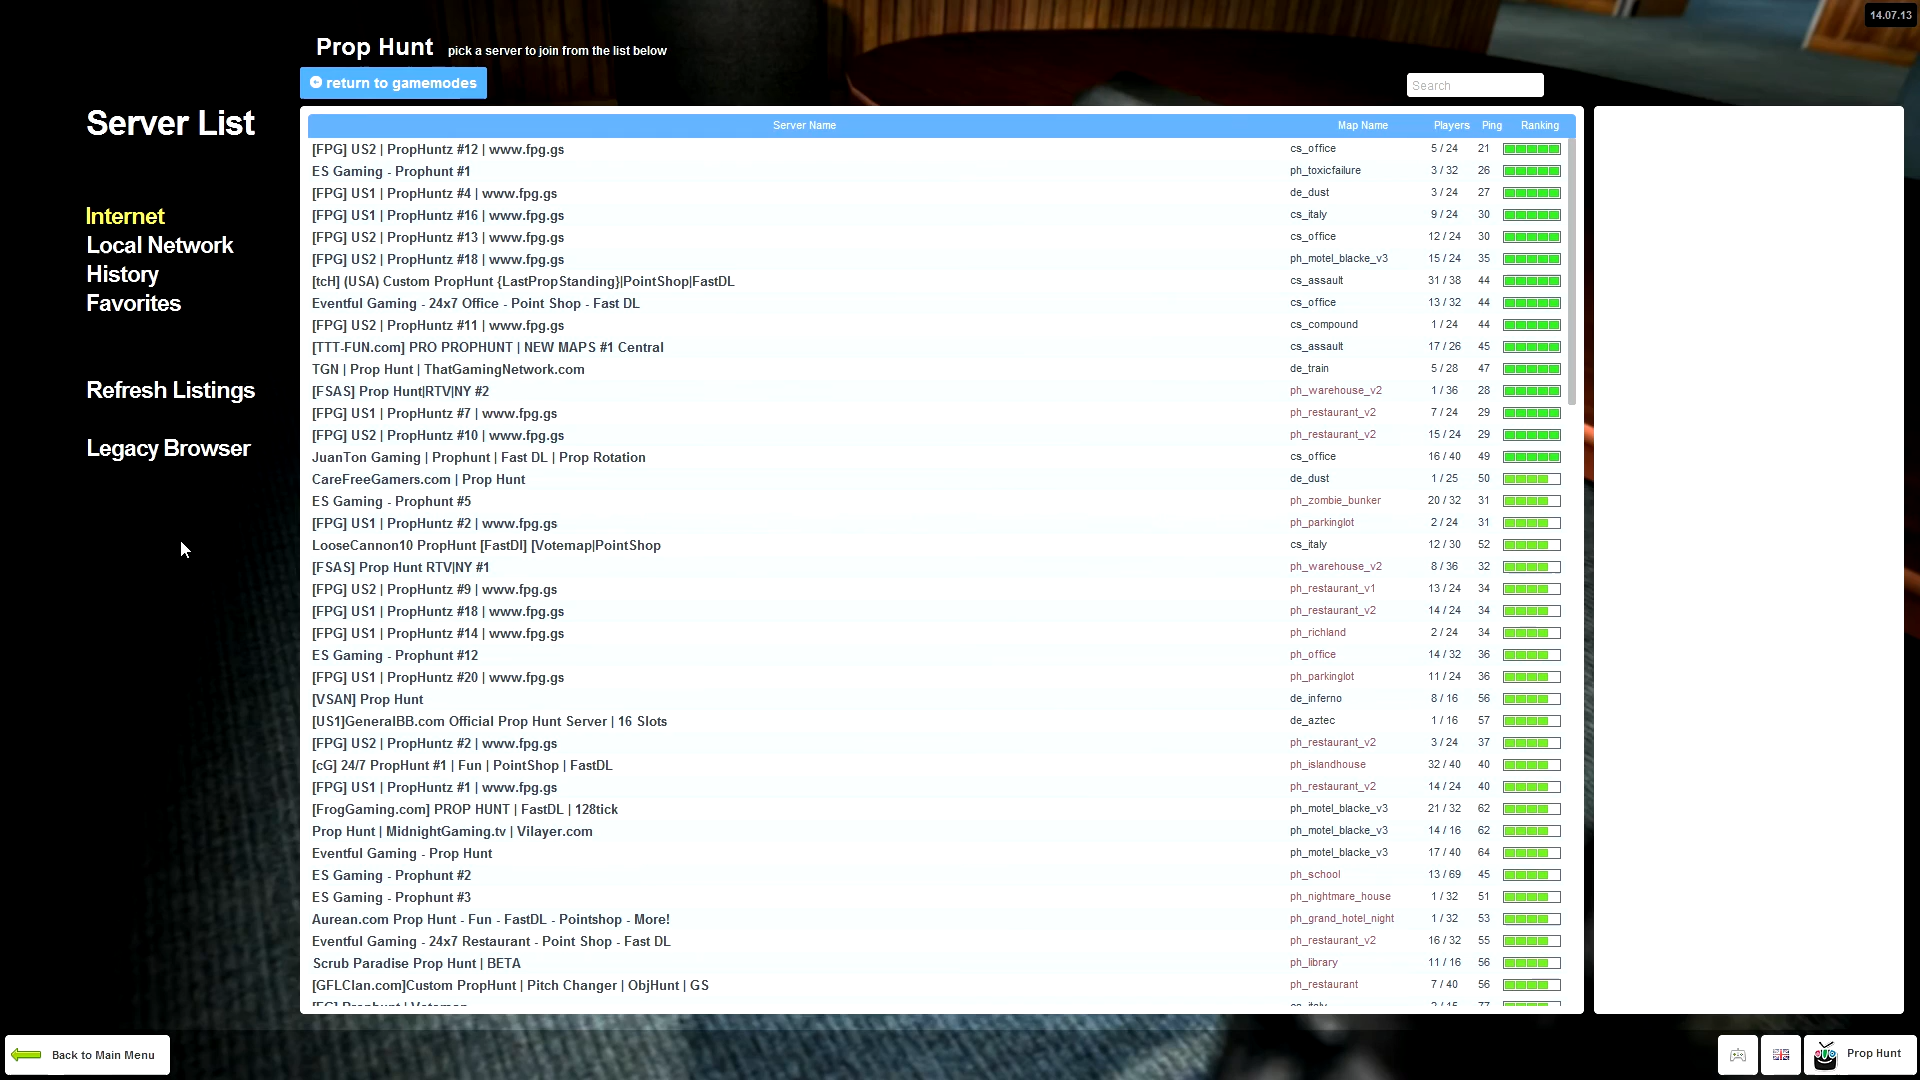 14.07.13
Prop Hunt pick a server to join from the list below
return to gamemodes
Search
Server List
Internet
Local Network
History
Favorites
Refresh Listings
Legacy Browser
Server Name Map Name Players Ping Ranking
[FPG] US2 | PropHuntz #12 | www.fpg.gs cs_office 5 / 24 21
ES Gaming - Prophunt #1 ph_toxicfailure 3 / 32 26
[FPG] US1 | PropHuntz #4 | www.fpg.gs de_dust 3 / 24 27
[FPG] US1 | PropHuntz #16 | www.fpg.gs cs_italy 9 / 24 30
[FPG] US2 | PropHuntz #13 | www.fpg.gs cs_office 12 / 24 30
[FPG] US2 | PropHuntz #18 | www.fpg.gs ph_motel_blacke_v3 15 / 24 35
[tcH] (USA) Custom PropHunt {LastPropStanding}|PointShop|FastDL cs_assault 31 / 38 44
Eventful Gaming - 24x7 Office - Point Shop - Fast DL cs_office 13 / 32 44
[FPG] US2 | PropHuntz #11 | www.fpg.gs cs_compound 1 / 24 44
[TTT-FUN.com] PRO PROPHUNT | NEW MAPS #1 Central cs_assault 17 / 26 45
TGN | Prop Hunt | ThatGamingNetwork.com de_train 5 / 28 47
[FSAS] Prop Hunt|RTV|NY #2 ph_warehouse_v2 1 / 36 28
[FPG] US1 | PropHuntz #7 | www.fpg.gs ph_restaurant_v2 7 / 24 29
[FPG] US2 | PropHuntz #10 | www.fpg.gs ph_restaurant_v2 15 / 24 29
JuanTon Gaming | Prophunt | Fast DL | Prop Rotation cs_office 16 / 40 49
CareFreeGamers.com | Prop Hunt de_dust 1 / 25 50
ES Gaming - Prophunt #5 ph_zombie_bunker 20 / 32 31
[FPG] US1 | PropHuntz #2 | www.fpg.gs ph_parkinglot 2 / 24 31
LooseCannon10 PropHunt [FastDl] [Votemap|PointShop cs_italy 12 / 30 52
[FSAS] Prop Hunt RTV|NY #1 ph_warehouse_v2 8 / 36 32
[FPG] US2 | PropHuntz #9 | www.fpg.gs ph_restaurant_v1 13 / 24 34
[FPG] US1 | PropHuntz #18 | www.fpg.gs ph_restaurant_v2 14 / 24 34
[FPG] US1 | PropHuntz #14 | www.fpg.gs ph_richland 2 / 24 34
ES Gaming - Prophunt #12 ph_office 14 / 32 36
[FPG] US1 | PropHuntz #20 | www.fpg.gs ph_parkinglot 11 / 24 36
[VSAN] Prop Hunt de_inferno 8 / 16 56
[US1]GeneralBB.com Official Prop Hunt Server | 16 Slots de_aztec 1 / 16 57
[FPG] US2 | PropHuntz #2 | www.fpg.gs ph_restaurant_v2 3 / 24 37
[cG] 24/7 PropHunt #1 | Fun | PointShop | FastDL ph_islandhouse 32 / 40 40
[FPG] US1 | PropHuntz #1 | www.fpg.gs ph_restaurant_v2 14 / 24 40
[FrogGaming.com] PROP HUNT | FastDL | 128tick ph_motel_blacke_v3 21 / 32 62
Prop Hunt | MidnightGaming.tv | Vilayer.com ph_motel_blacke_v3 14 / 16 62
Eventful Gaming - Prop Hunt ph_motel_blacke_v3 17 / 40 64
ES Gaming - Prophunt #2 ph_school 13 / 69 45
ES Gaming - Prophunt #3 ph_nightmare_house 1 / 32 51
Aurean.com Prop Hunt - Fun - FastDL - Pointshop - More! ph_grand_hotel_night 1 / 32 53
Eventful Gaming - 24x7 Restaurant - Point Shop - Fast DL ph_restaurant_v2 16 / 32 55
Scrub Paradise Prop Hunt | BETA ph_library 11 / 16 56
[GFLClan.com]Custom PropHunt | Pitch Changer | ObjHunt | GS ph_restaurant 7 / 40 56
Back to Main Menu
Prop Hunt